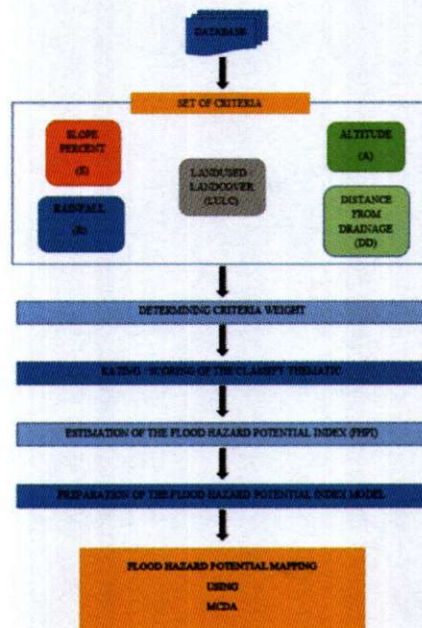 DATABASE
SET OF CRITERIA
SLOPE
PERCENT
(S)
ALTITUDE
(A)
LANDUSED -
LANDCOVER
(LULC)
RAINFALL
(R)
DISTANCE
FROM
DRAINAGE
(DD)
DETERMINING CRITERIA WEIGHT
RATING / SCORING OF THE CLASSIFY THEMATIC
ESTIMATION OF THE FLOOD HAZARD POTENTIAL INDEX (FHPI)
PREPARATION OF THE FLOOD HAZARD POTENTIAL INDEX MODEL
FLOOD HAZARD POTENTIAL MAPPING
USING
MCDA